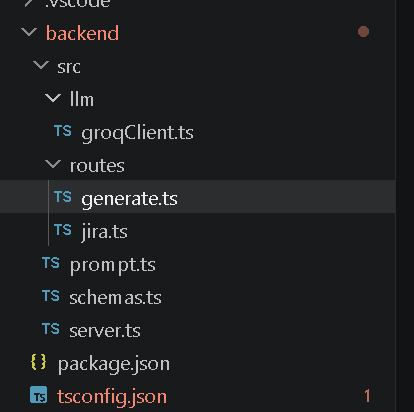 .vscode
backend
src
llm
TS groqClient.ts
routes
TS generate.ts
TS jira.ts
TS prompt.ts
TS schemas.ts
TS server.ts
{} package.json
TS tsconfig.json 1